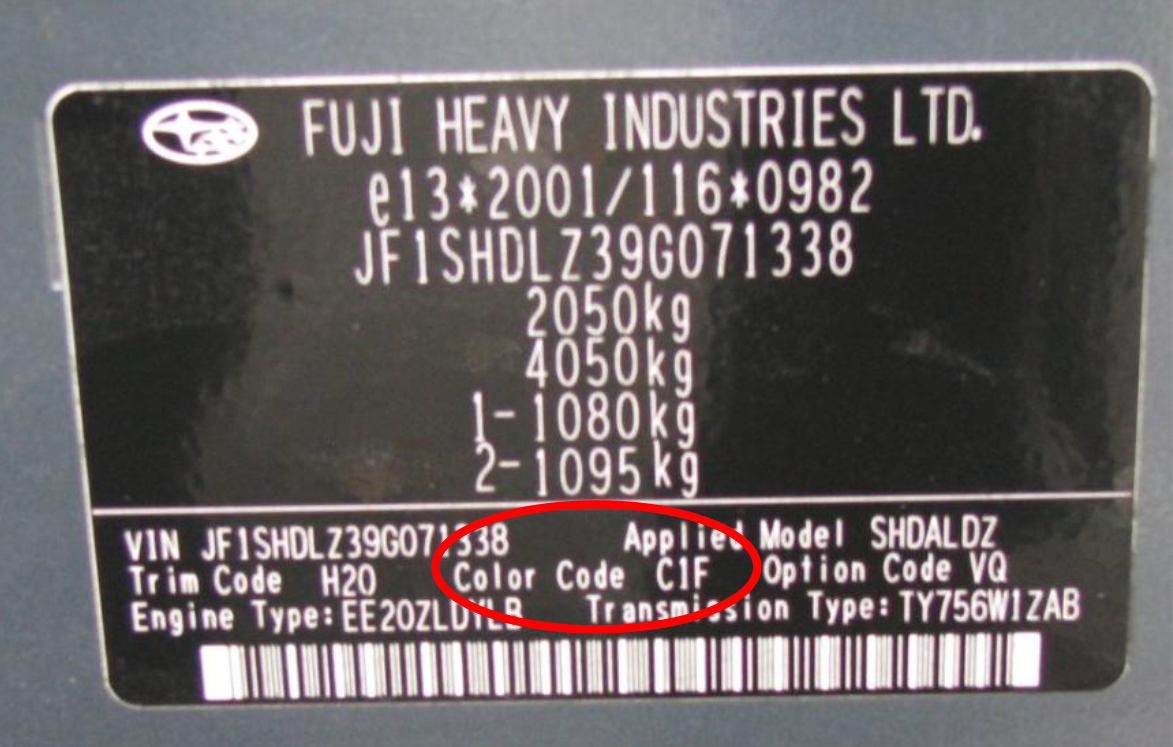 FUJI HEAVY INDUSTRIES LTD.
e13*2001/116*0982
JF1SHDLZ39G071338
2050kg
4050kg
1-1080kg
2-1095kg
VIN JF1SHDLZ39G071338 Applied Model SHDALDZ
Trim Code H20 Color Code C1F Option Code VQ
Engine Type: Transmission Type: TY756W1ZAB